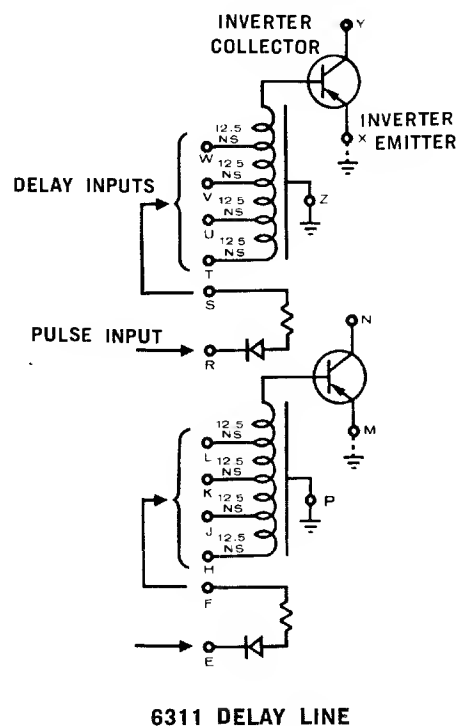 INVERTER
COLLECTOR
Y
INVERTER
EMITTER
X
12.5
NS
W
12.5
NS
V
12.5
NS
U
12.5
NS
T
DELAY INPUTS
Z
S
PULSE INPUT
R
N
M
12.5
NS
L
12.5
NS
K
12.5
NS
J
12.5
NS
H
P
F
E
6311 DELAY LINE